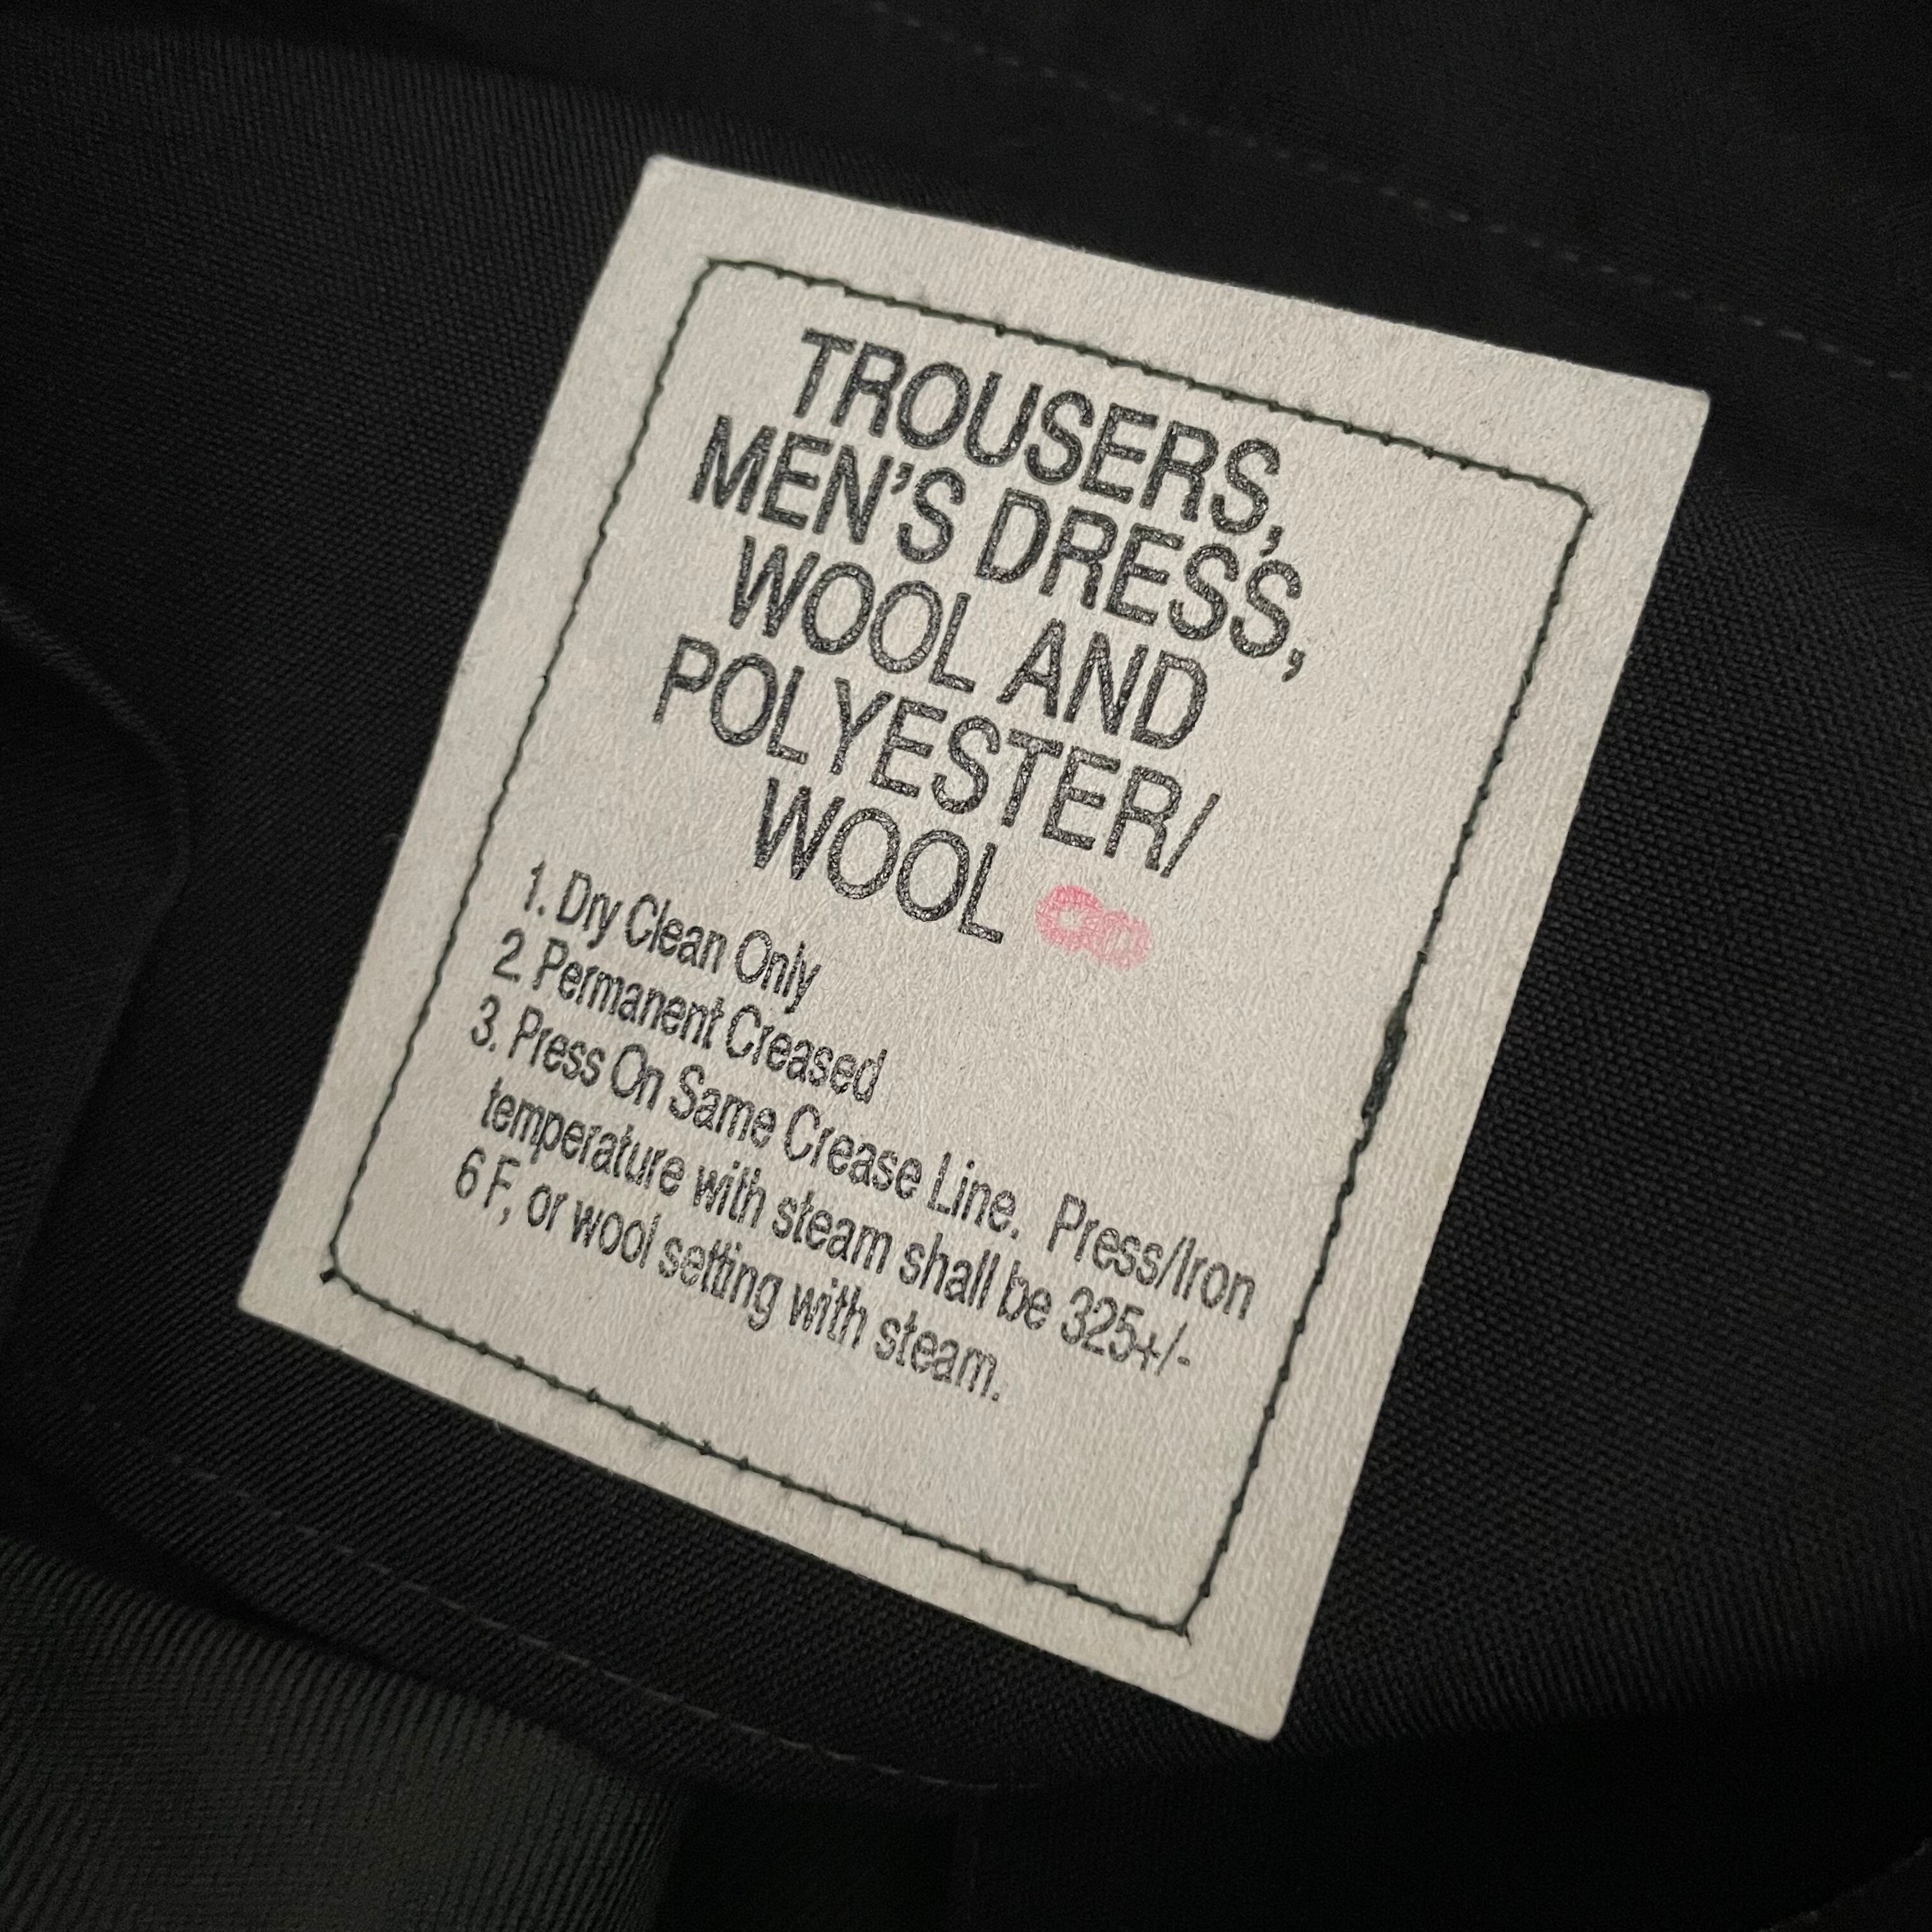 TROUSERS,
MEN'S DRESS,
WOOL AND
POLYESTER/
WOOL
1. Dry Clean Only
2. Permanent Creased
3. Press On Same Crease Line. Press/Iron
temperature with steam shall be 325+/-
6 F, or wool setting with steam.